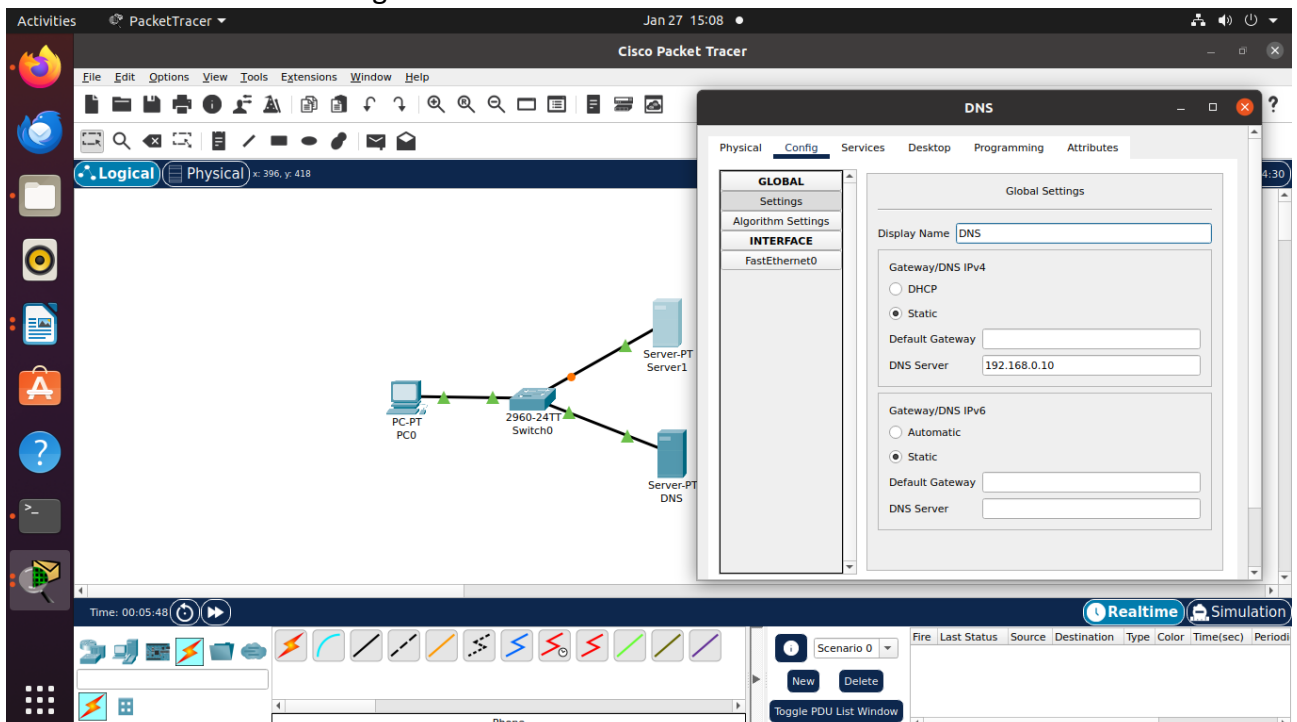 Activities PacketTracer Jan 27 15:08
Cisco Packet Tracer
File Edit Options View Tools Extensions Window Help
Logical Physical x: 396, y: 418
4:30
DNS
?
Physical Config Services Desktop Programming Attributes
GLOBAL
Settings
Algorithm Settings
INTERFACE
FastEthernet0
Global Settings
Display Name DNS
Gateway/DNS IPv4
DHCP
Static
Default Gateway
DNS Server 192.168.0.10
Gateway/DNS IPv6
Automatic
Static
Default Gateway
DNS Server
Server-PT
Server1
PC-PT
PC0
2960-24TT
Switch0
Server-PT
DNS
Time: 00:05:48
Realtime Simulation
Scenario 0
New Delete
Toggle PDU List Window
Fire Last Status Source Destination Type Color Time(sec) Periodi